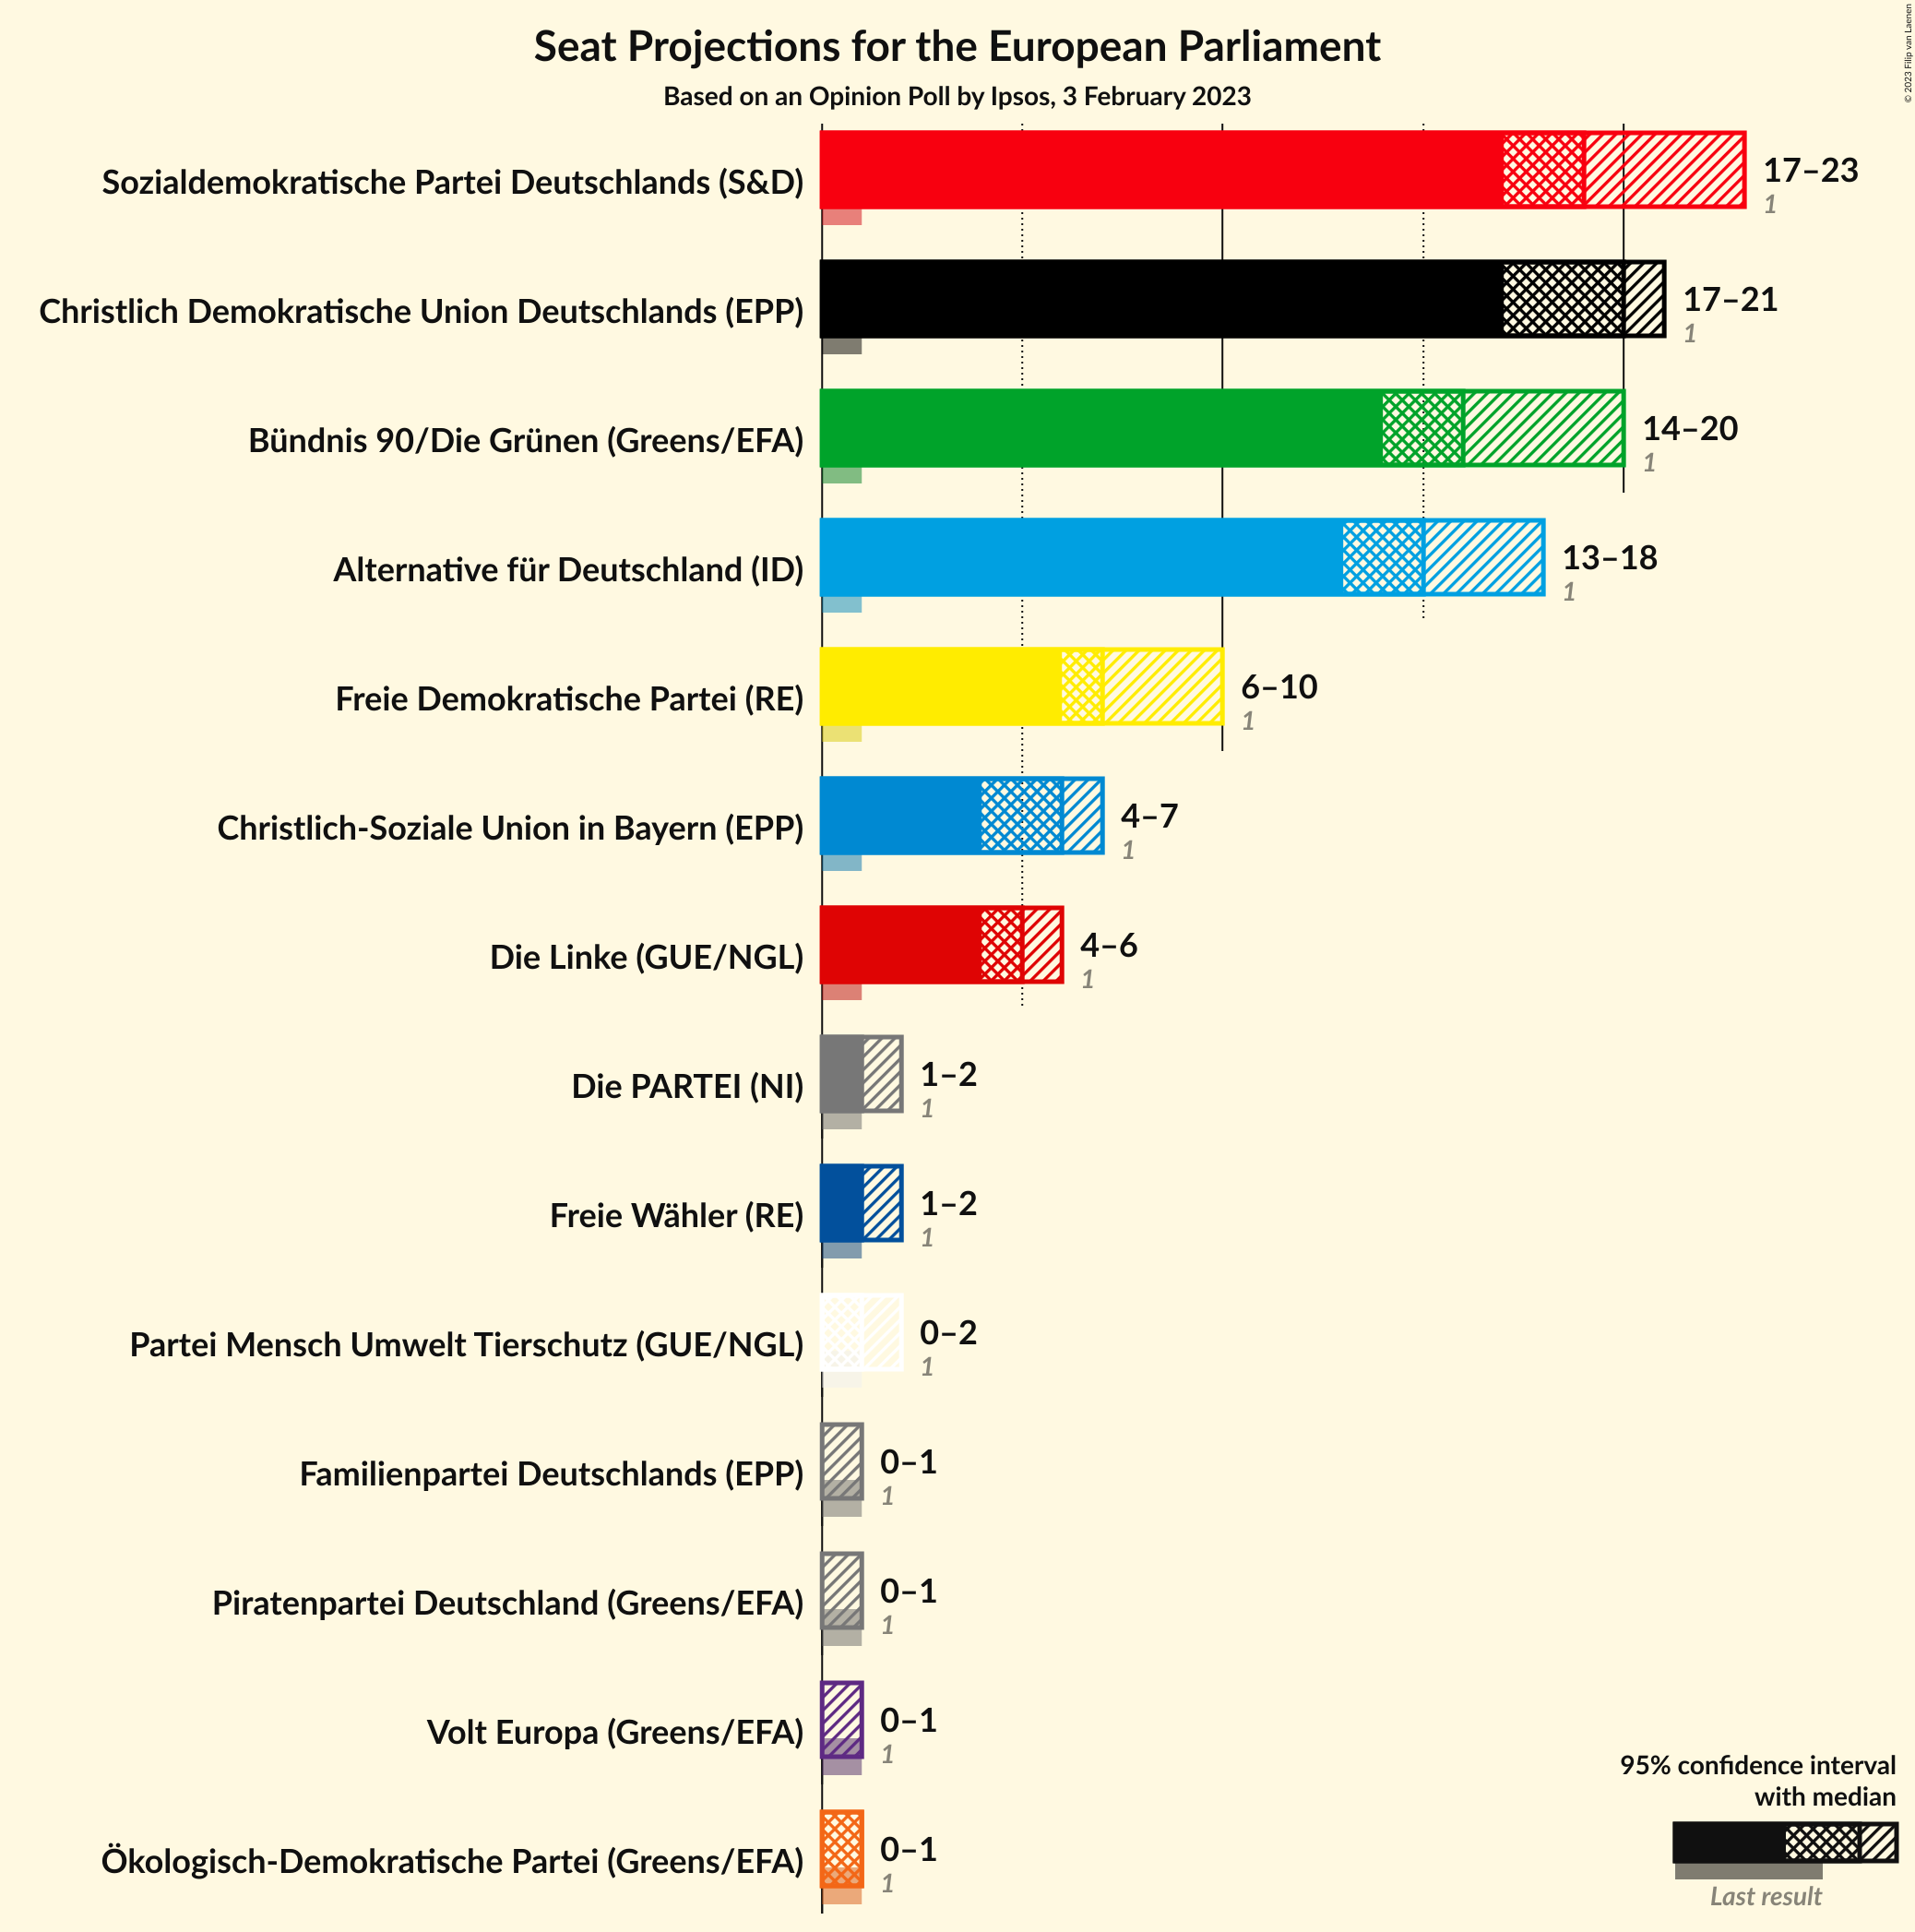 Seat Projections for the European Parliament
Based on an Opinion Poll by Ipsos, 3 February 2023
© 2023 Filip van Laenen
Sozialdemokratische Partei Deutschlands (S&D)
17–23
1
Christlich Demokratische Union Deutschlands (EPP)
17–21
1
Bündnis 90/Die Grünen (Greens/EFA)
14–20
1
Alternative für Deutschland (ID)
13–18
1
Freie Demokratische Partei (RE)
6–10
1
Christlich-Soziale Union in Bayern (EPP)
4–7
1
Die Linke (GUE/NGL)
4–6
1
Die PARTEI (NI)
1–2
1
Freie Wähler (RE)
1–2
1
Partei Mensch Umwelt Tierschutz (GUE/NGL)
0–2
1
Familienpartei Deutschlands (EPP)
0–1
1
Piratenpartei Deutschland (Greens/EFA)
0–1
1
Volt Europa (Greens/EFA)
0–1
1
Ökologisch-Demokratische Partei (Greens/EFA)
0–1
1
95% confidence interval
with median
Last result